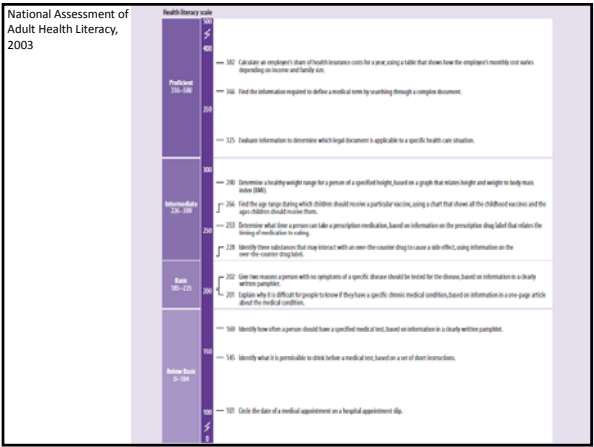 National Assessment of
Adult Health Literacy,
2003
Health literacy scale
500
400
382 Calculate an employee's share of health insurance costs for a year, using a table that shows how the employee's monthly cost varies
depending on income and family size.
Proficient
310–500
366 Find the information required to define a medical term by searching through a complex document.
350
325 Evaluate information to determine which legal document is applicable to a specific health care situation.
300
290 Determine a healthy weight range for a person of a specified height, based on a graph that relates height and weight to body mass
index (BMI).
Intermediate
226–309
266 Find the age range during which children should receive a particular vaccine, using a chart that shows all the childhood vaccines and the
ages children should receive them.
253 Determine what time a person can take a prescription medication, based on information on the prescription drug label that relates the
timing of medication to eating.
250
228 Identify three substances that may interact with an over-the-counter drug to cause a side effect, using information on the
over-the-counter drug label.
Basic
185–225
202 Give two reasons a person with no symptoms of a specific disease should be tested for the disease, based on information in a clearly
written pamphlet.
200
201 Explain why it is difficult for people to know if they have a specific chronic medical condition, based on information in a one-page article
about the medical condition.
169 Identify how often a person should have a specified medical test, based on information in a clearly written pamphlet.
150
145 Identify what it is permissible to drink before a medical test, based on a set of short instructions.
Below Basic
0–184
100
101 Circle the date of a medical appointment on a hospital appointment slip.
0